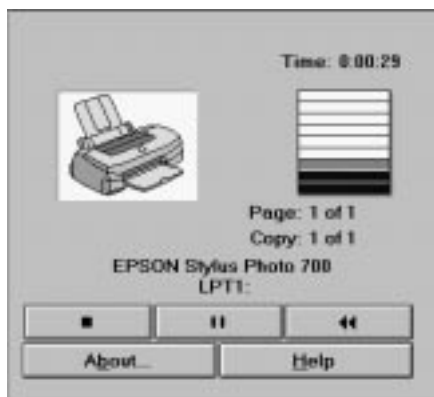 Time: 0:00:29
Page: 1 of 1
Copy: 1 of 1
EPSON Stylus Photo 700
LPT1:
About...
Help